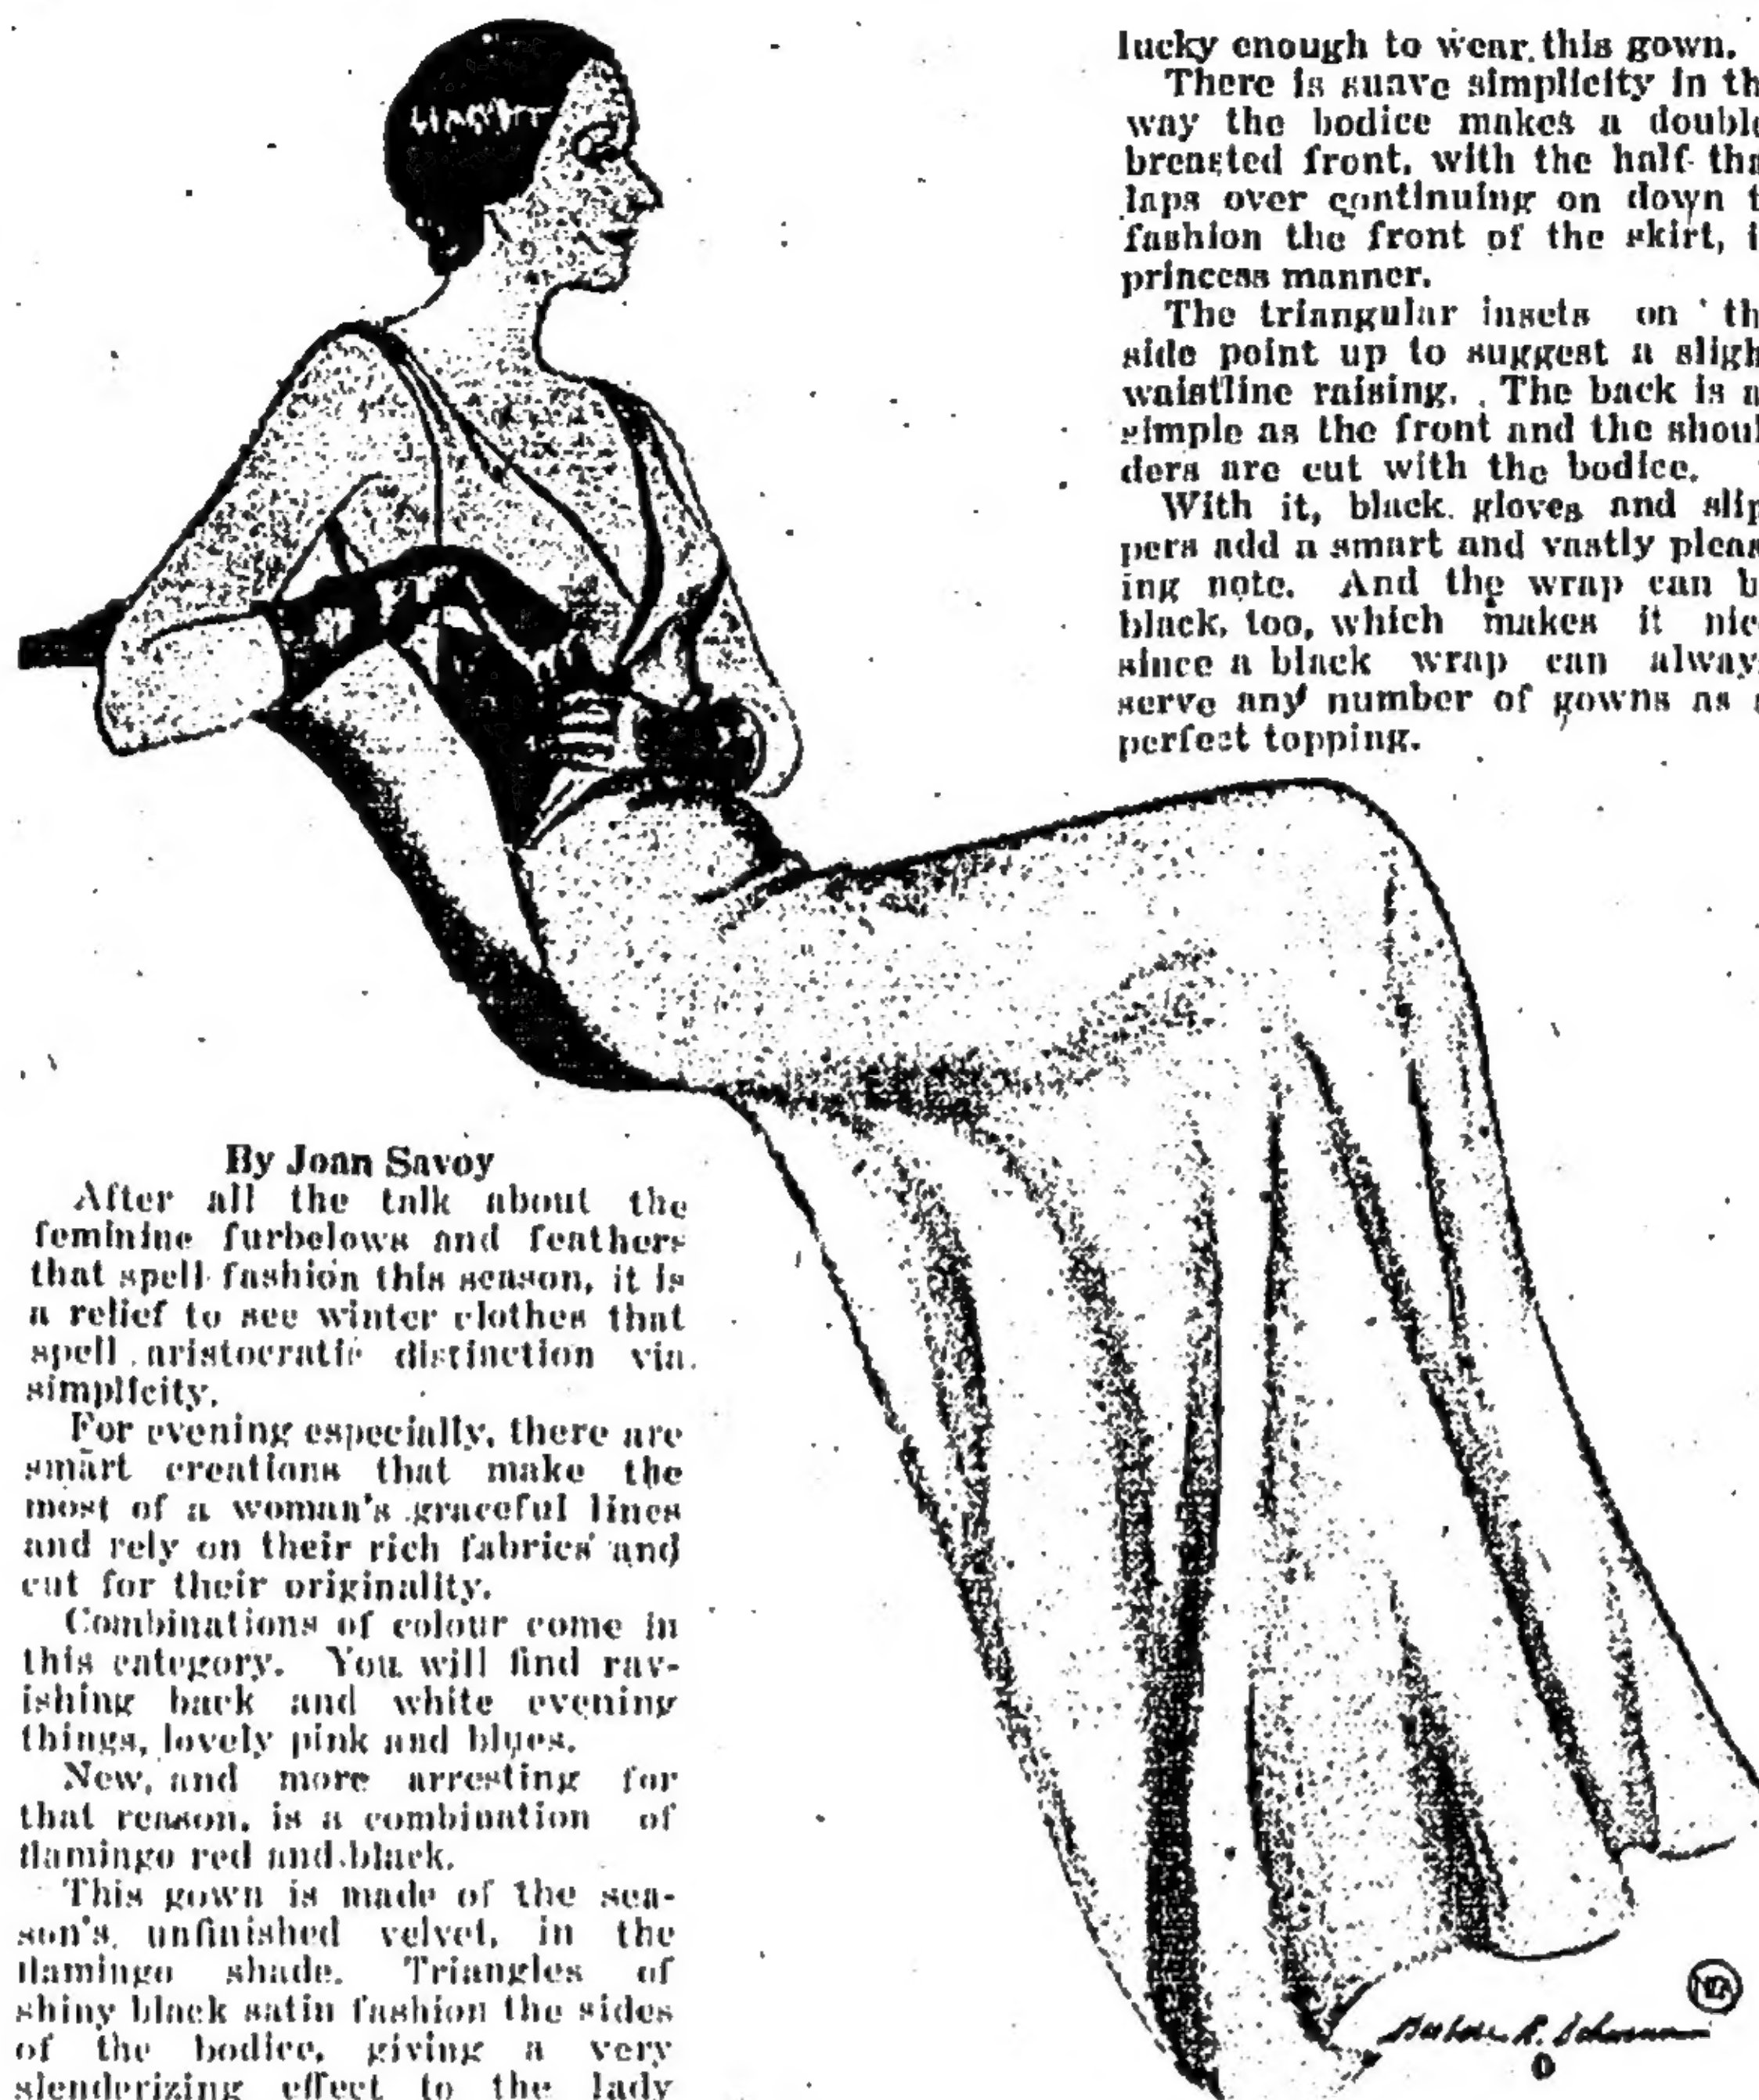 By Joan Savoy
After all the talk about the
feminine furbelows and feathers
that spell fashion this season, it is
a relief to see winter clothes that
spell aristocratic distinction via
simplicity.
For evening especially, there are
smart creations that make the
most of a woman's graceful lines
and rely on their rich fabrics and
cut for their originality.
Combinations of colour come in
this category. You will find rav-
ishing back and white evening
things, lovely pink and blues.
New, and more arresting for
that reason, is a combination of
flamingo red and black.
This gown is made of the sea-
son's unfinished velvet, in the
flamingo shade. Triangles of
shiny black satin fashion the sides
of the bodice, giving a very
slenderizing effect to the lady
lucky enough to wear this gown.
There is suave simplicity in th
way the bodice makes a double
breasted front, with the half tha
laps over continuing on down t
fashion the front of the skirt, i
princess manner.
The triangular insets on th
side point up to suggest a sligh
waistline raising. The back is a
simple as the front and the shoul
ders are cut with the bodice.
With it, black gloves and slip
pers add a smart and vastly pleas
ing note. And the wrap can b
black, too, which makes it nic
since a black wrap can always
serve any number of gowns as a
perfect topping.
NEA